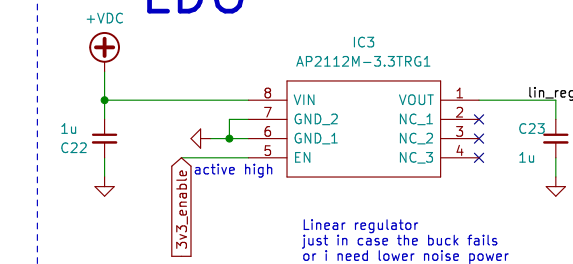 LDO
+VDC
IC3
AP2112M-3.3TRG1
8 VIN VOUT 1
7 GND_2 NC_1 2
6 GND_1 NC_2 3
5 EN NC_3 4
lin_reg
1u
C22
C23
1u
active high
3v3_enable
Linear regulator
just in case the buck fails
or i need lower noise power